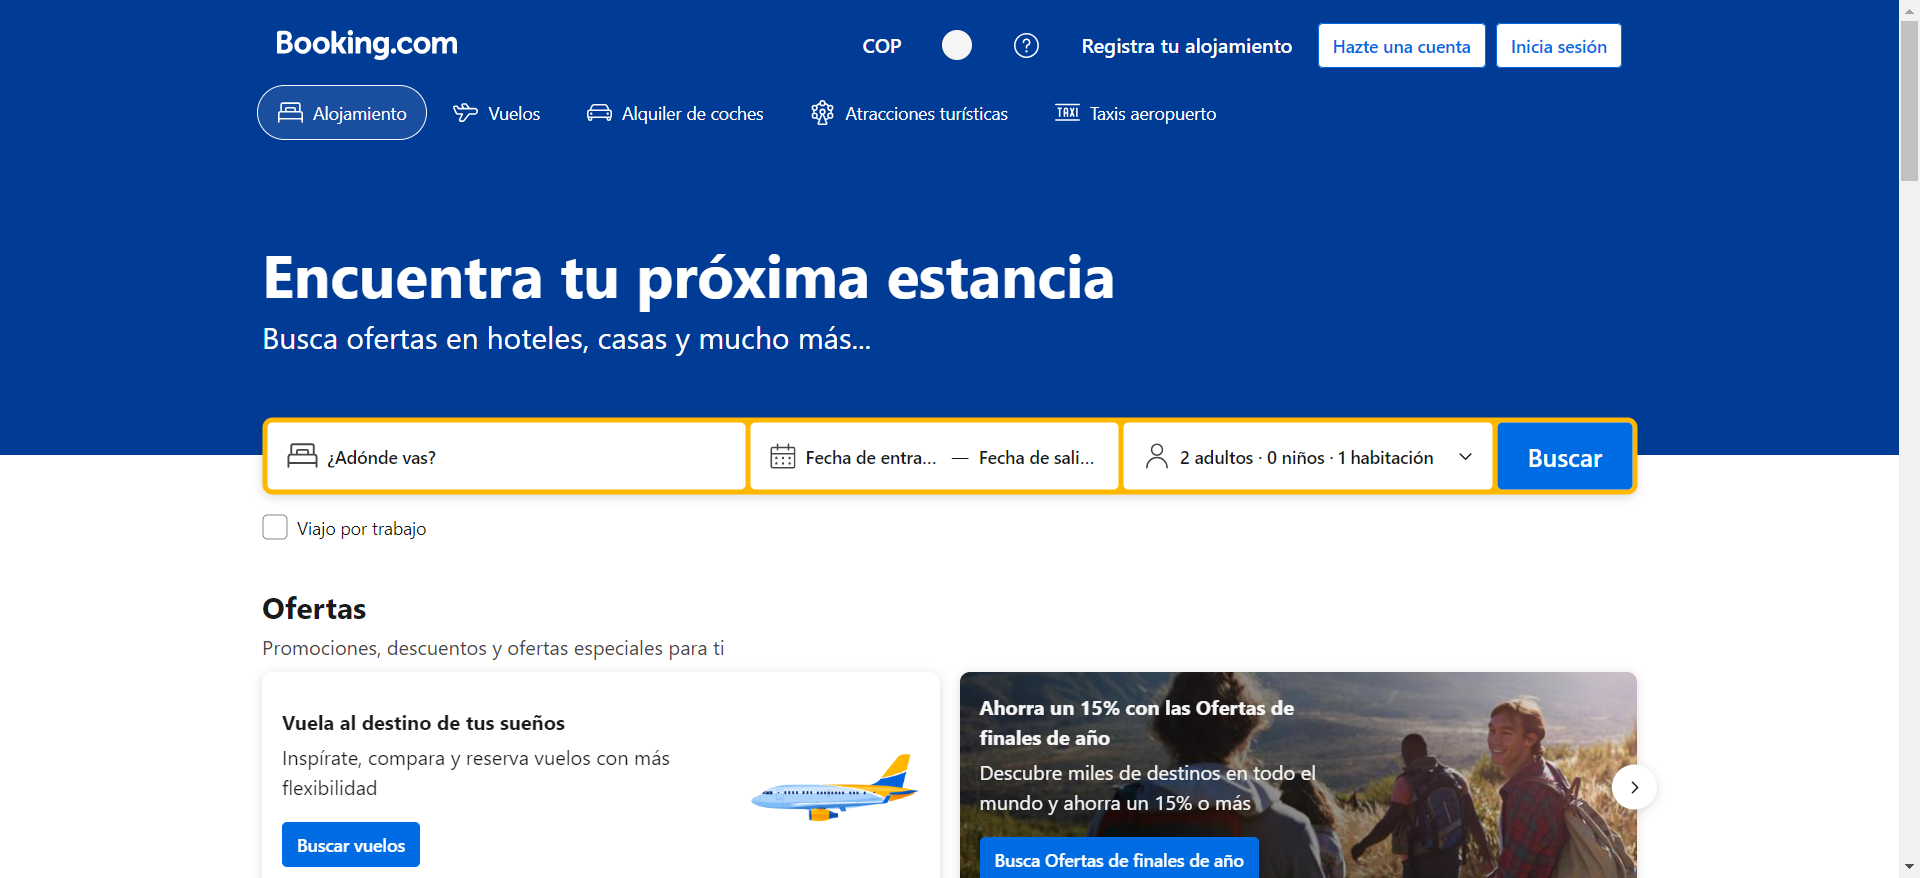 Booking.com
COP
Registra tu alojamiento
Hazte una cuenta
Inicia sesión
Alojamiento
Vuelos
Alquiler de coches
Atracciones turísticas
TAXI
Taxis aeropuerto
Encuentra tu próxima estancia
Busca ofertas en hoteles, casas y mucho más...
¿Adónde vas?
Fecha de entra... — Fecha de sali...
2 adultos · 0 niños · 1 habitación
Buscar
Viajo por trabajo
Ofertas
Promociones, descuentos y ofertas especiales para ti
Vuela al destino de tus sueños
Inspírate, compara y reserva vuelos con más
flexibilidad
Buscar vuelos
Ahorra un 15% con las Ofertas de
finales de año
Descubre miles de destinos en todo el
mundo y ahorra un 15% o más
Busca Ofertas de finales de año